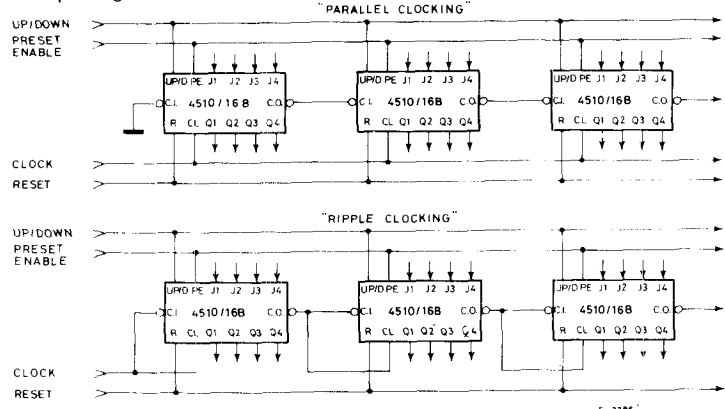 "PARALLEL CLOCKING"
UP/DOWN
PRESET
ENABLE
UP/D PE J1 J2 J3 J4
C.I. 4510/16B C.O.
R CL Q1 Q2 Q3 Q4
UP/D PE J1 J2 J3 J4
C.I. 4510/16B C.O.
R CL Q1 Q2 Q3 Q4
UP/D PE J1 J2 J3 J4
C.I. 4510/16B C.O.
R CL Q1 Q2 Q3 Q4
CLOCK
RESET
"RIPPLE CLOCKING"
UP/DOWN
PRESET
ENABLE
UP/D PE J1 J2 J3 J4
C.I. 4510/16B C.O.
R CL Q1 Q2 Q3 Q4
UP/D PE J1 J2 J3 J4
C.I. 4510/16B C.O.
R CL Q1 Q2 Q3 Q4
UP/D PE J1 J2 J3 J4
C.I. 4510/16B C.O.
R CL Q1 Q2 Q3 Q4
CLOCK
RESET